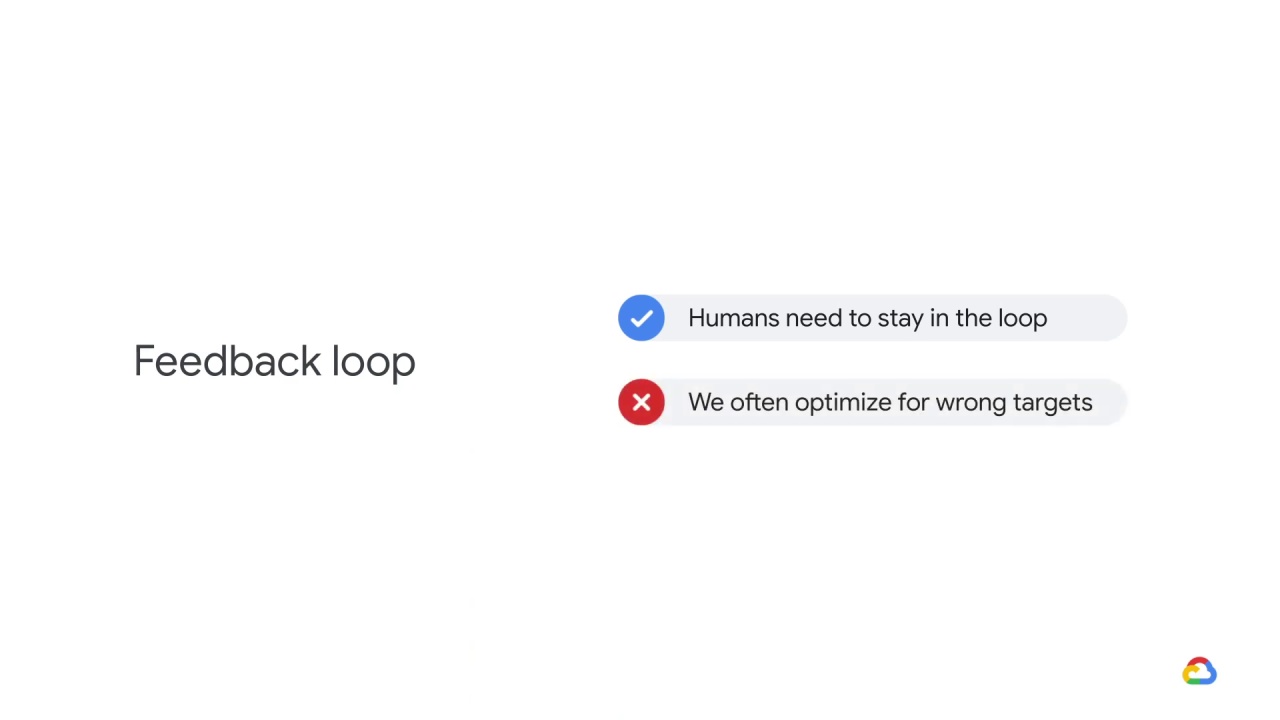 Feedback loop
Humans need to stay in the loop
We often optimize for wrong targets